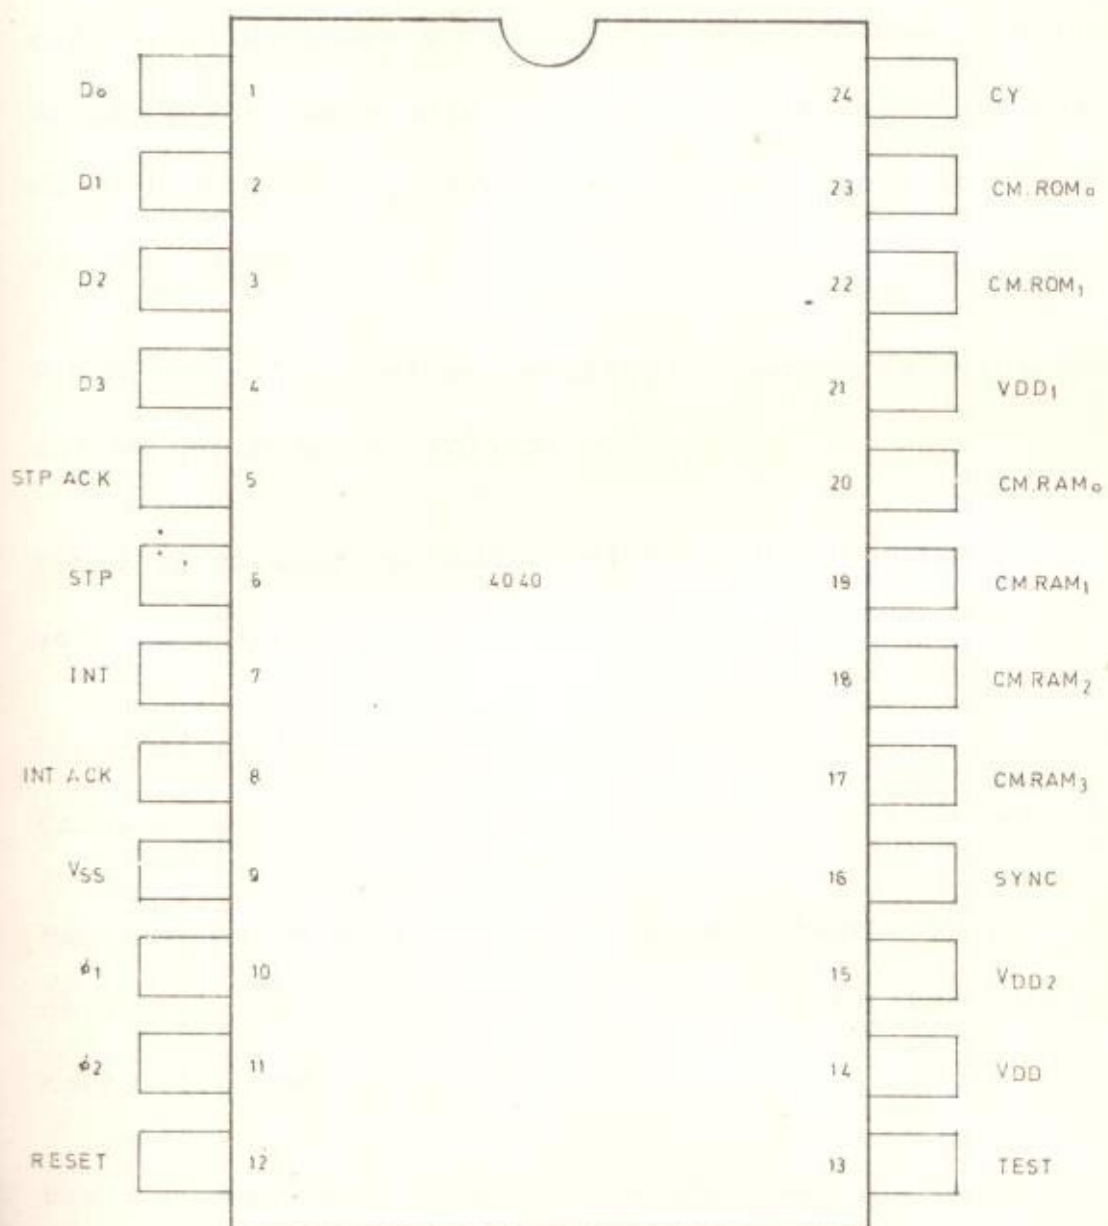 D0 1 24 CY
D1 2 23 CM.ROM0
D2 3 22 CM.ROM1
D3 4 21 VDD1
STP ACK 5 20 CM.RAM0
STP 6 4040 19 CM.RAM1
INT 7 18 CM.RAM2
INT ACK 8 17 CM.RAM3
VSS 9 16 SYNC
ϕ1 10 15 VDD2
ϕ2 11 14 VDD
RESET 12 13 TEST